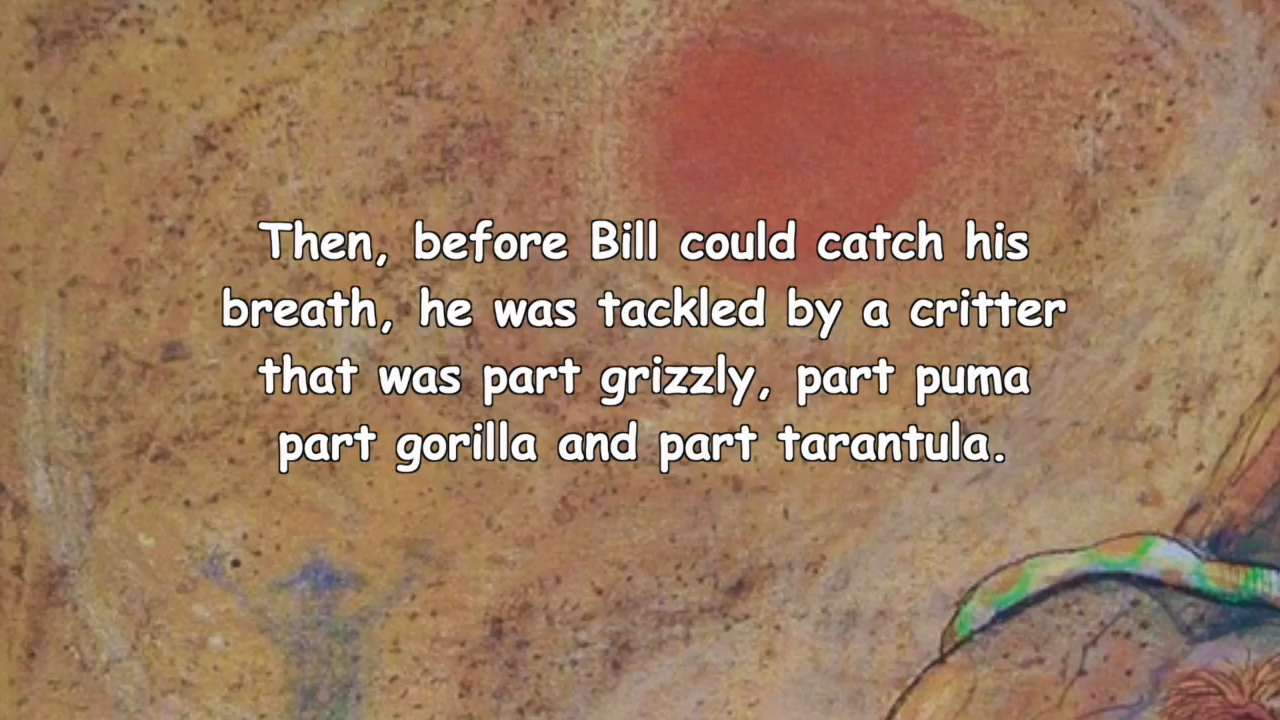 Then, before Bill could catch his
breath, he was tackled by a critter
that was part grizzly, part puma
part gorilla and part tarantula.